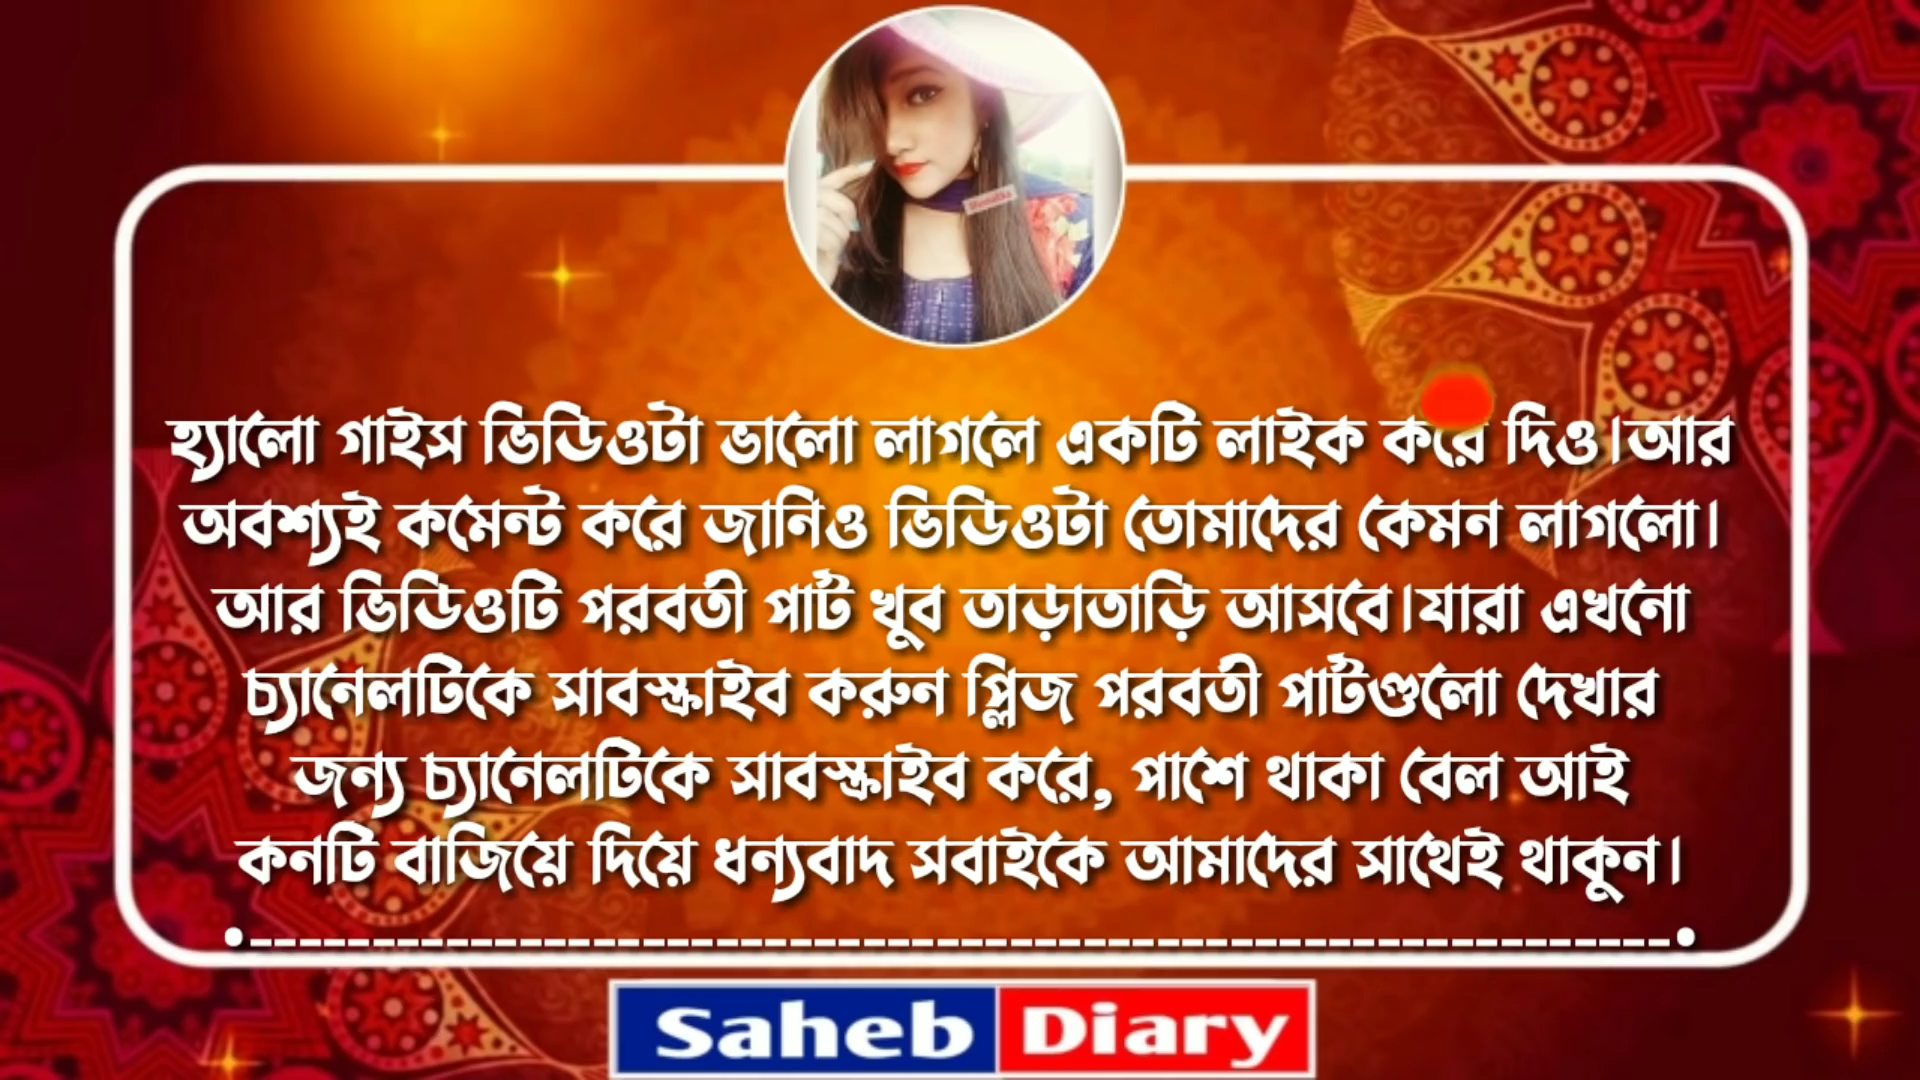 হ্যালো গাইস ভিডিওটা ভালো লাগলে একটি লাইক করে দিও।আর
অবশ্যই কমেন্ট করে জানিও ভিডিওটা তোমাদের কেমন লাগলো।
আর ভিডিওটি পরবর্তী পার্ট খুব তাড়াতাড়ি আসবে।যারা এখনো
চ্যানেলটিকে সাবস্ক্রাইব করুন প্লিজ পরবর্তী পার্টগুলো দেখার
জন্য চ্যানেলটিকে সাবস্ক্রাইব করে, পাশে থাকা বেল আই
কনটি বাজিয়ে দিয়ে ধন্যবাদ সবাইকে আমাদের সাথেই থাকুন।
Saheb Diary